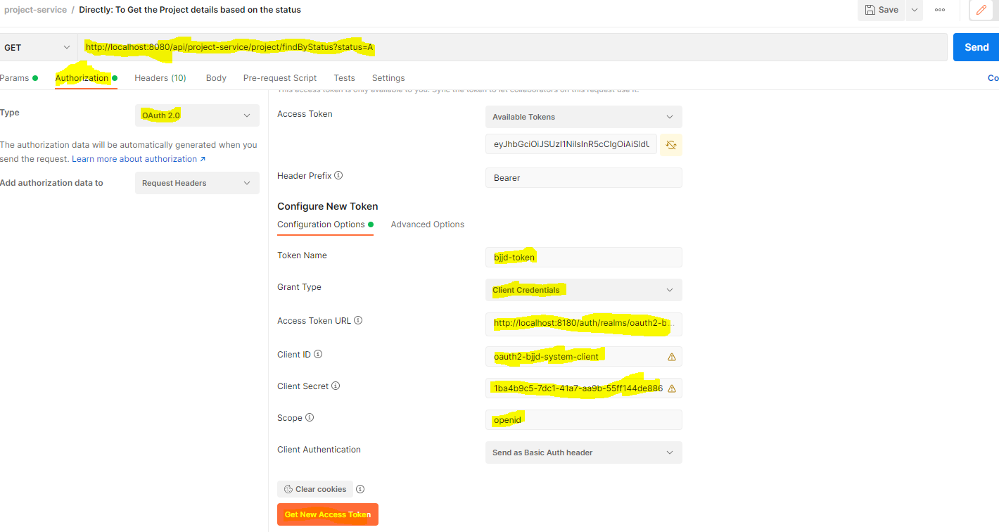 project-service / Directly: To Get the Project details based on the status
Save
GET
http://localhost:8080/api/project-service/project/findByStatus?status=A
Send
Params
Authorization
Headers (10)
Body
Pre-request Script
Tests
Settings
Co
This access token is only available to you. Sync the token to let collaborators on this request use it.
Type
OAuth 2.0
The authorization data will be automatically generated when you
send the request. Learn more about authorization ↗
Add authorization data to
Request Headers
Access Token
Available Tokens
Header Prefix
Bearer
Configure New Token
Configuration Options
Advanced Options
Token Name
bjjd-token
Grant Type
Client Credentials
Access Token URL
http://localhost:8180/auth/realms/oauth2-b...
Client ID
oauth2-bjjd-system-client
Client Secret
1ba4b9c5-7dc1-41a7-aa9b-55ff144de886
Scope
openid
Client Authentication
Send as Basic Auth header
Clear cookies
Get New Access Token